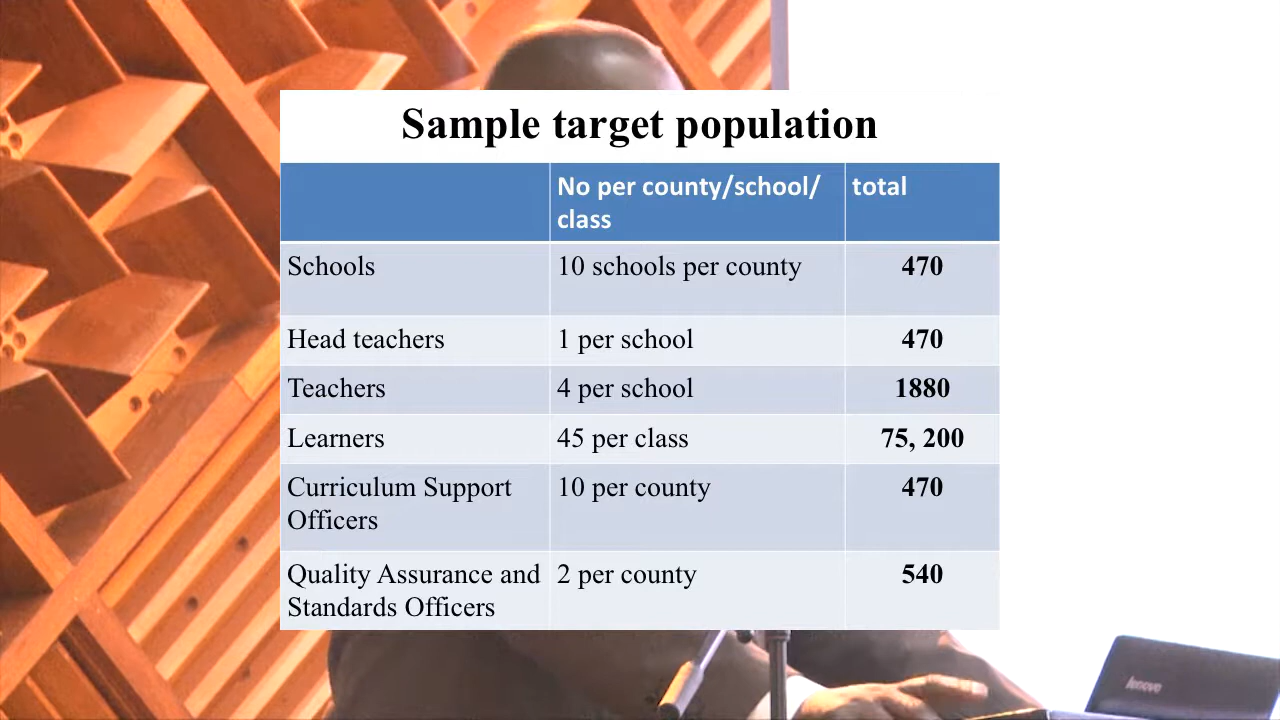 Sample target population
No per county/school/ total
class
Schools 10 schools per county 470
Head teachers 1 per school 470
Teachers 4 per school 1880
Learners 45 per class 75, 200
Curriculum Support 10 per county 470
Officers
Quality Assurance and 2 per county 540
Standards Officers
lenovo